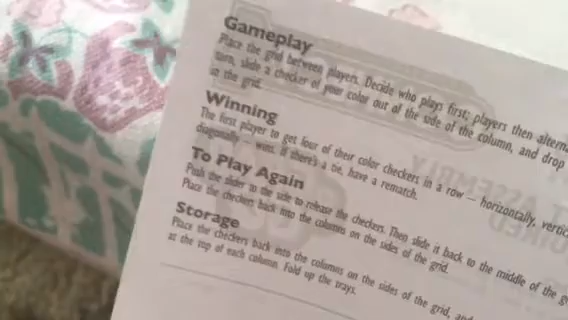 Gameplay
Place the grid between players. Decide who plays first; players then altern
turn, slide a checker of your color out of the side of the column, and drop
in the grid.
Winning
The first player to get four of their color checkers in a row — horizontally, vertic
diagonally — wins. If there's a tie, have a rematch.
To Play Again
Push the slider to the side to release the checkers. Then slide it back to the middle of the g
Place the checkers back into the columns on the sides of the grid.
Storage
Place the checkers back into the columns on the sides of the grid, and
at the top of each column. Fold up the trays.